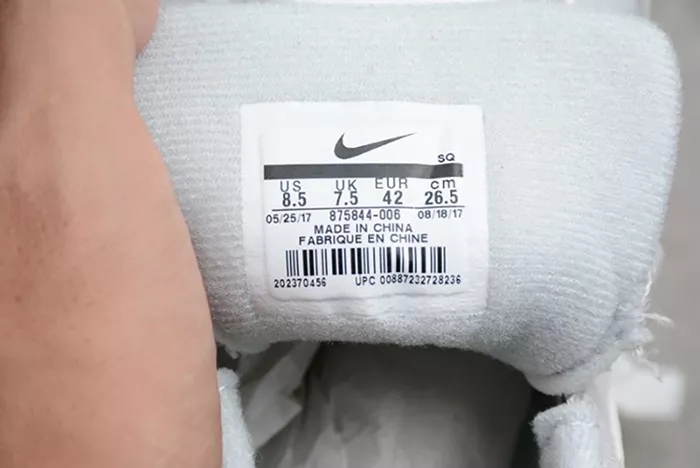 SQ
US UK EUR cm
8.5 7.5 42 26.5
05/25/17 875844-006 08/18/17
MADE IN CHINA
FABRIQUE EN CHINE
202370456 UPC 00887232728236